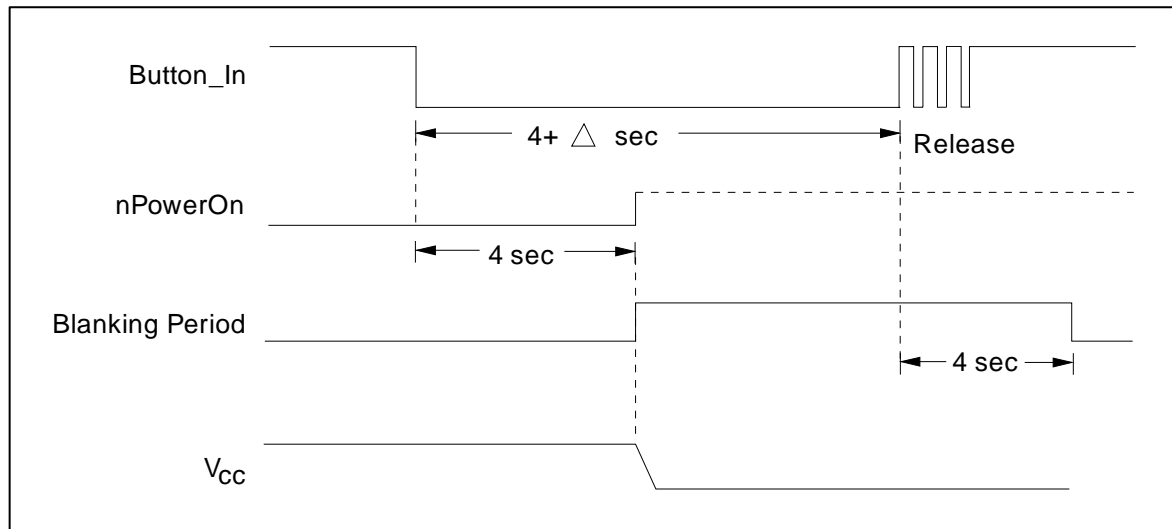 Button_In
4+ △ sec
Release
nPowerOn
4 sec
Blanking Period
4 sec
Vcc